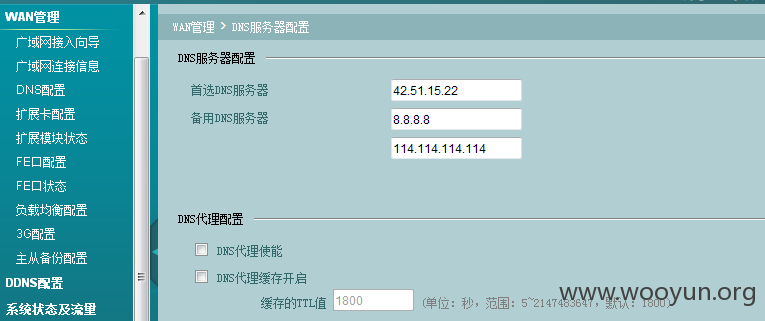 WAN管理
广域网接入向导
广域网连接信息
DNS配置
扩展卡配置
扩展模块状态
FE口配置
FE口状态
负载均衡配置
3G配置
主从备份配置
DDNS配置
系统状态及流量
WAN管理 > DNS服务器配置
DNS服务器配置
首选DNS服务器 42.51.15.22
备用DNS服务器 8.8.8.8
114.114.114.114
DNS代理配置
DNS代理使能
DNS代理缓存开启
缓存的TTL值 1800 (单位: 秒, 范围: 5~2147483647, 默认: 1800)
www.wooyun.org